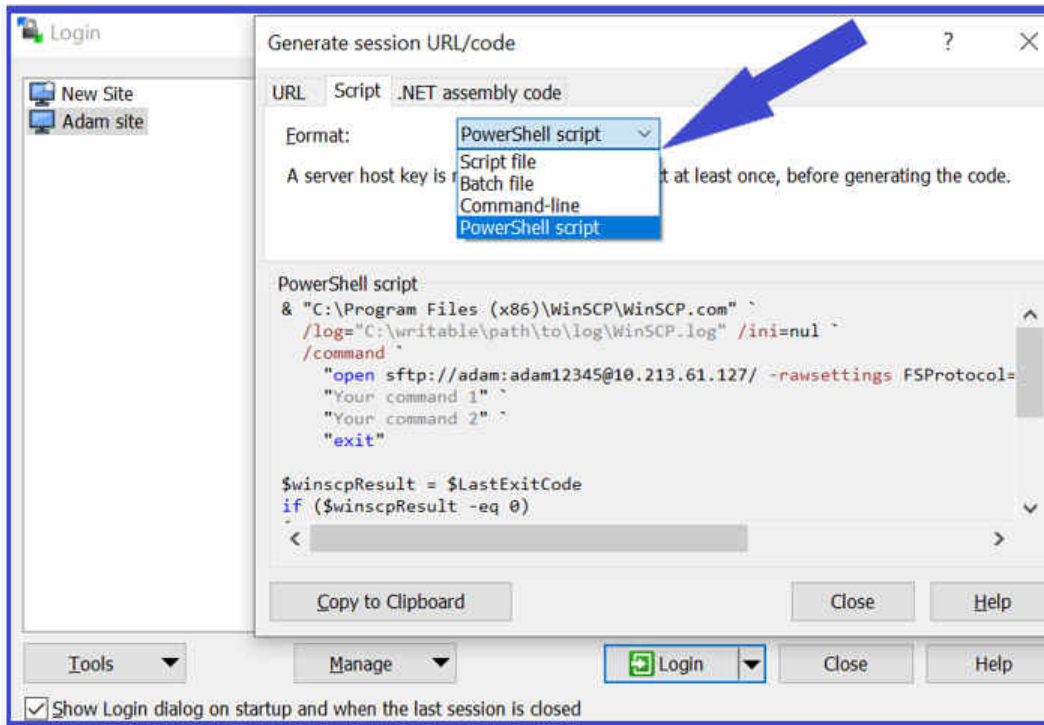 Login
New Site
Adam site
Generate session URL/code
?
URL Script .NET assembly code
Format: PowerShell script
Script file
Batch file
Command-line
PowerShell script
A server host key is at least once, before generating the code.
PowerShell script
& "C:\Program Files (x86)\WinSCP\WinSCP.com" `
/log="C:\writable\path\to\log\WinSCP.log" /ini=nul `
/command `
"open sftp://adam:adam12345@10.213.61.127/ -rawsettings FSProtocol=
"Your command 1" `
"Your command 2" `
"exit"
$winscpResult = $LastExitCode
if ($winscpResult -eq 0)
Copy to Clipboard Close Help
Tools Manage Login Close Help
Show Login dialog on startup and when the last session is closed